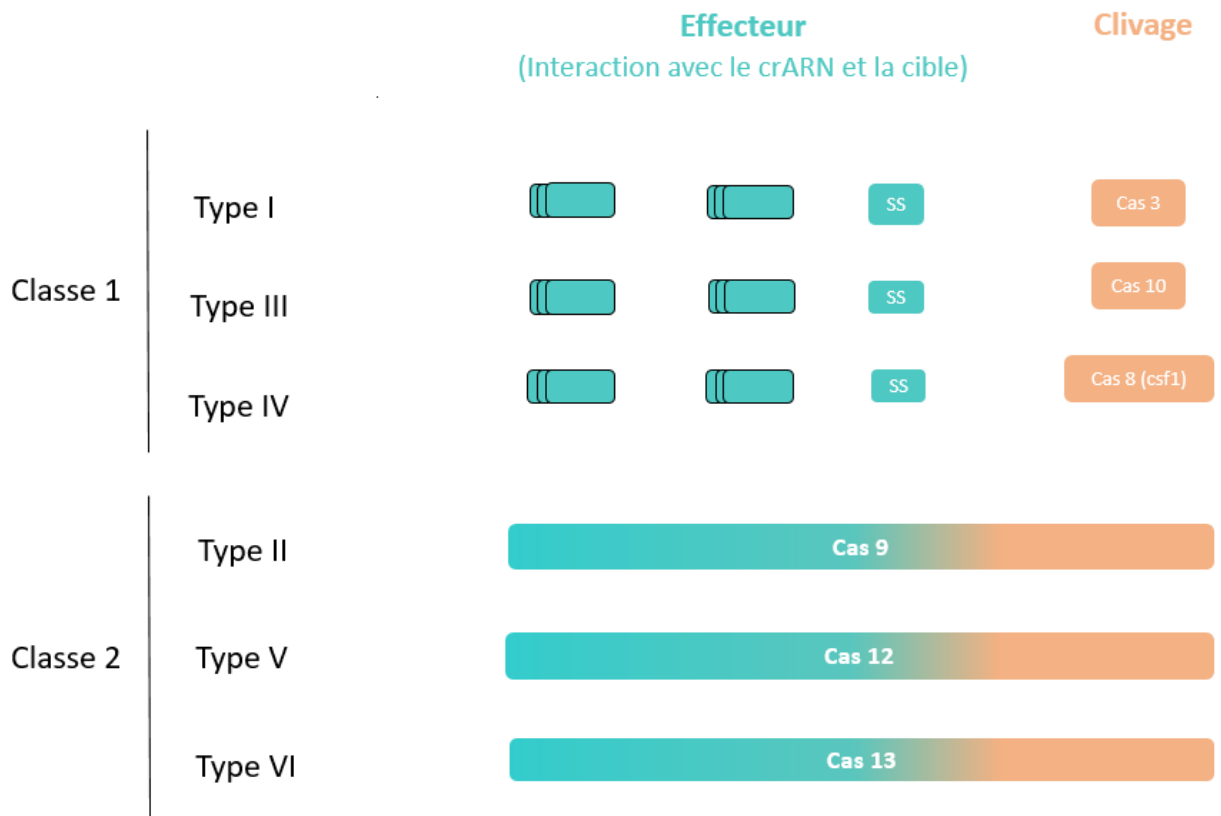 Effecteur
Clivage
(Interaction avec le crARN et la cible)
Classe 1
Type I
SS
Cas 3
Type III
SS
Cas 10
Type IV
SS
Cas 8 (csf1)
Classe 2
Type II
Cas 9
Type V
Cas 12
Type VI
Cas 13